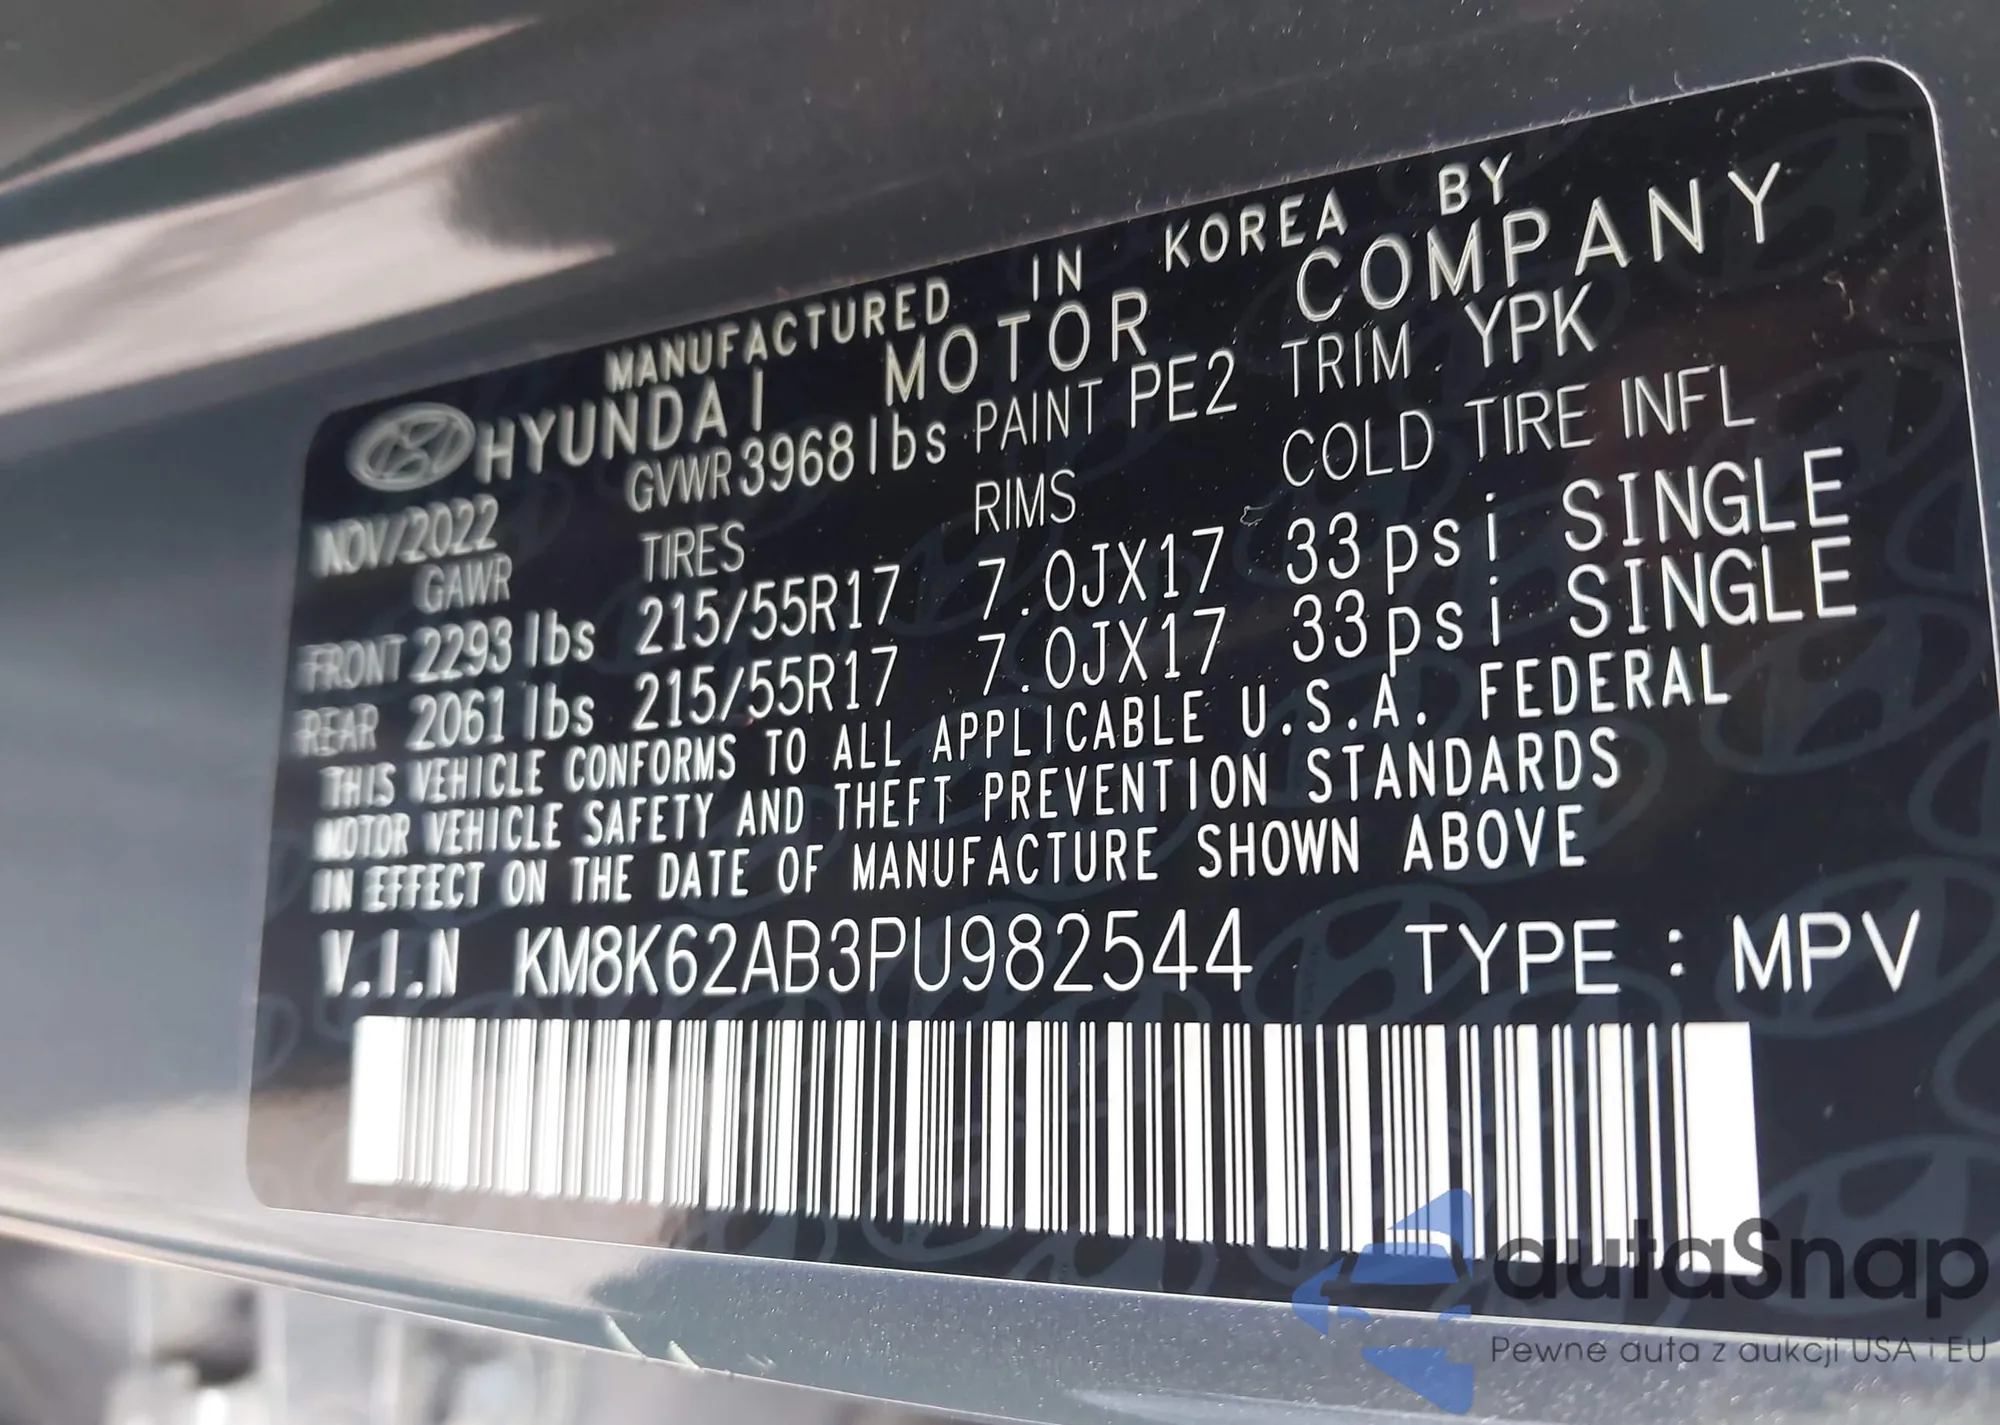 MANUFACTURED IN KOREA BY
HYUNDAI MOTOR COMPANY
NOV/2022 GVWR 3968 lbs PAINT PE2 TRIM YPK
GAWR TIRES RIMS COLD TIRE INFL
FRONT 2293 lbs 215/55R17 7.0JX17 33psi SINGLE
REAR 2061 lbs 215/55R17 7.0JX17 33psi SINGLE
THIS VEHICLE CONFORMS TO ALL APPLICABLE U.S.A. FEDERAL
MOTOR VEHICLE SAFETY AND THEFT PREVENTION STANDARDS
IN EFFECT ON THE DATE OF MANUFACTURE SHOWN ABOVE
V.I.N KM8K62AB3PU982544 TYPE : MPV
autaSnap
Pewne auta z aukcji USA i EU